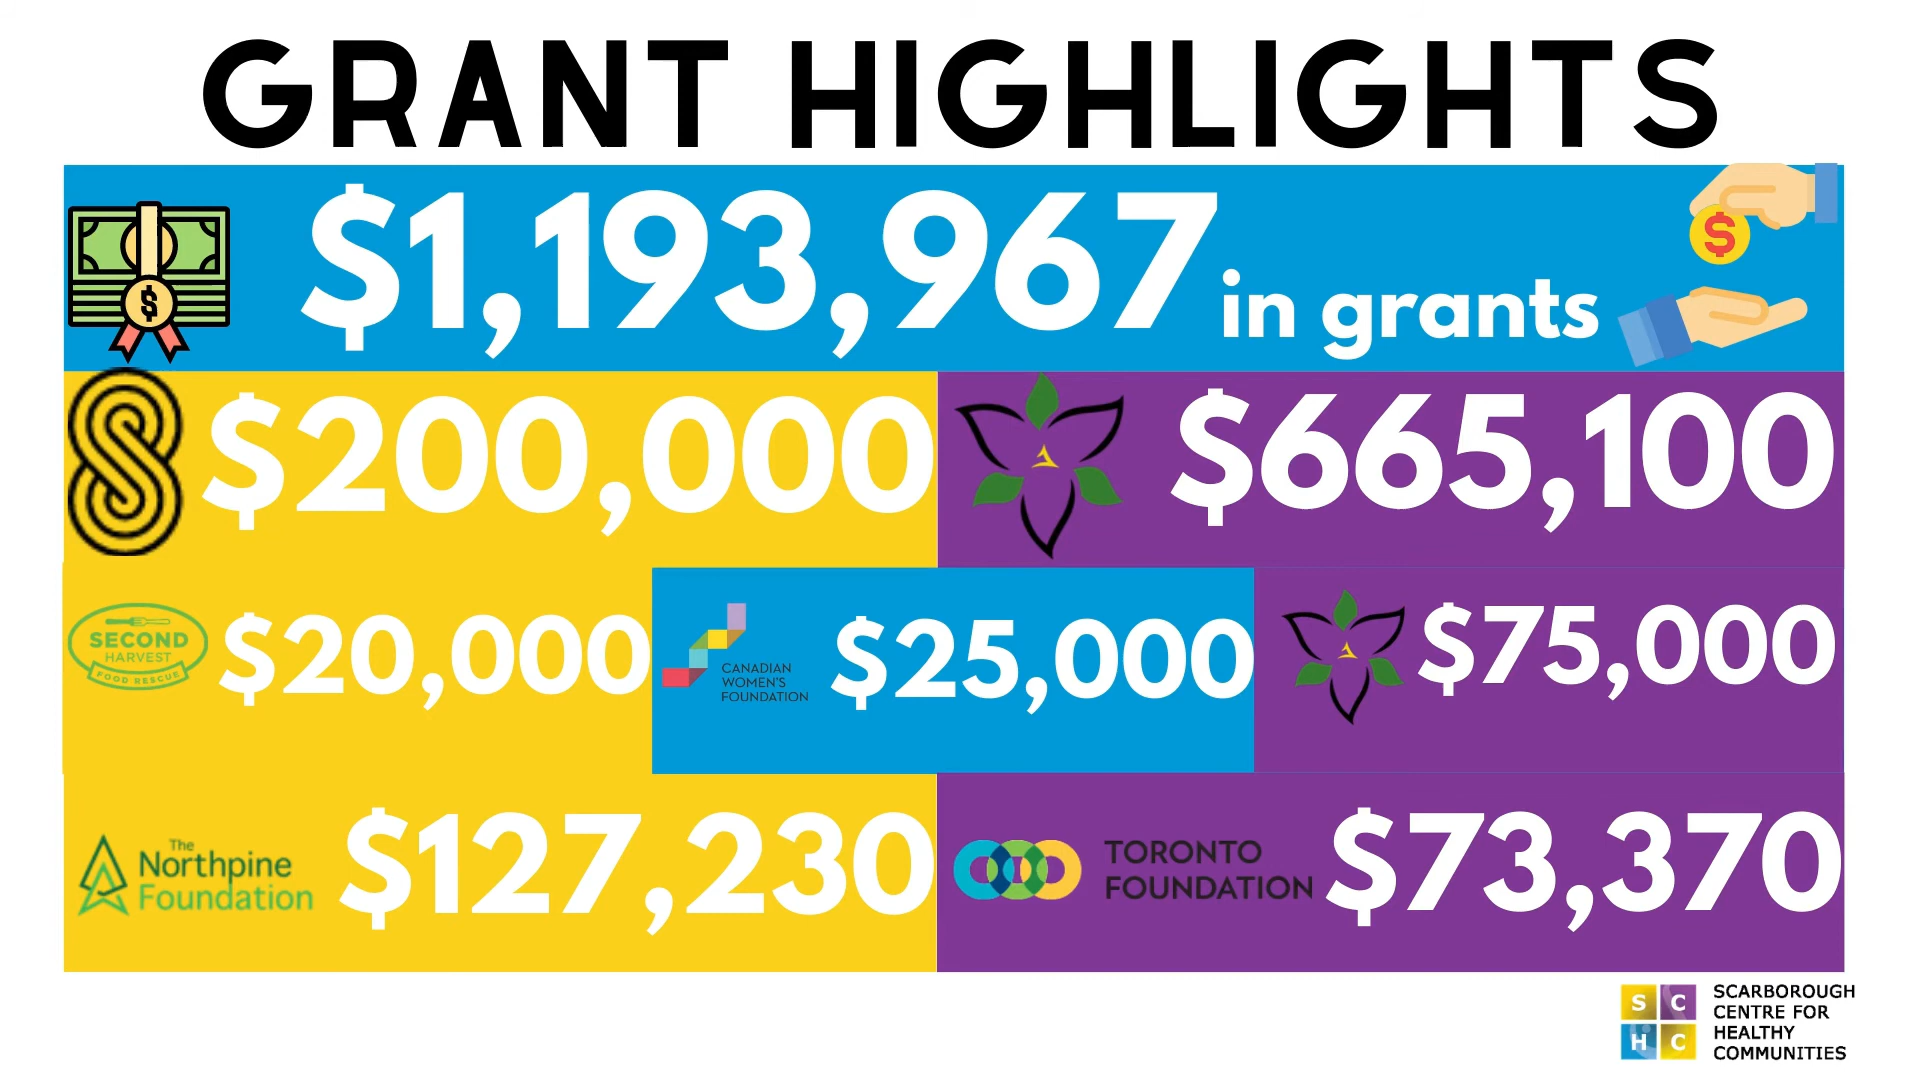 GRANT HIGHLIGHTS
$1,193,967 in grants
$
$
$200,000
$665,100
SECOND
HARVEST
FOOD RESCUE
$20,000
CANADIAN
WOMEN'S
FOUNDATION
$25,000
$75,000
The
Northpine
Foundation
$127,230
TORONTO
FOUNDATION
$73,370
S C
H C
SCARBOROUGH
CENTRE FOR
HEALTHY
COMMUNITIES